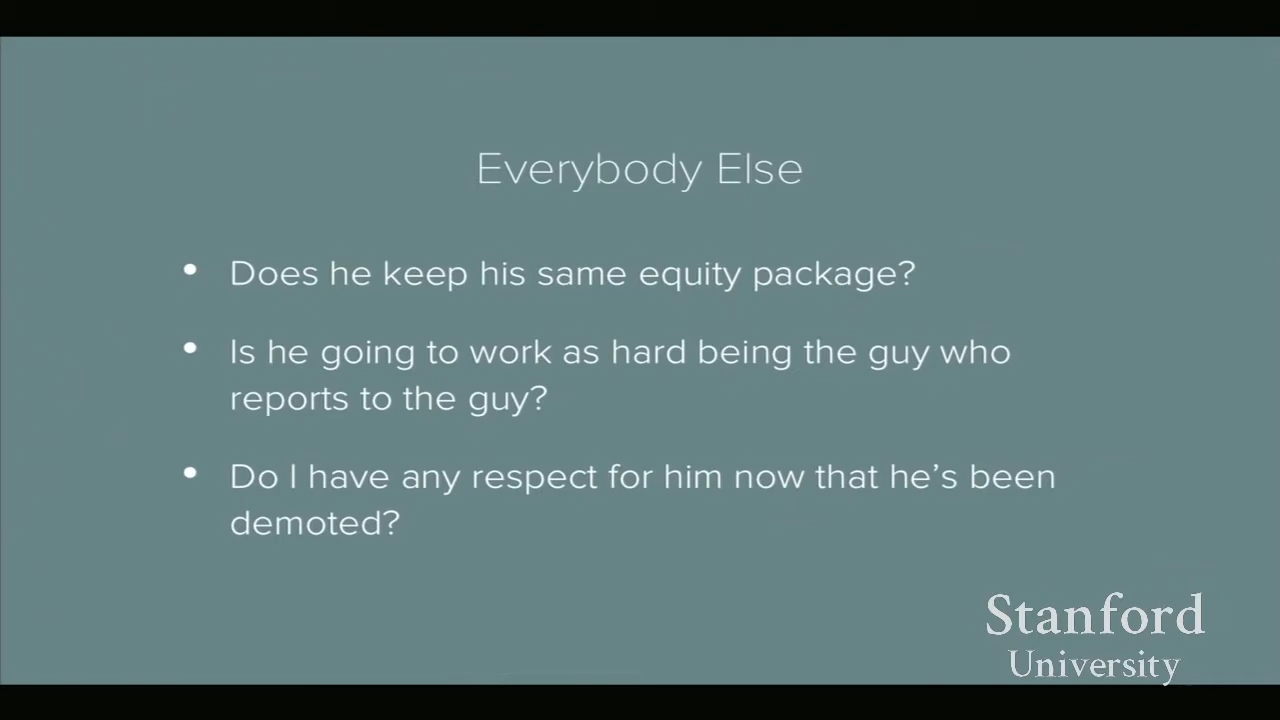 Everybody Else
• Does he keep his same equity package?
• Is he going to work as hard being the guy who
reports to the guy?
• Do I have any respect for him now that he’s been
demoted?
Stanford
University